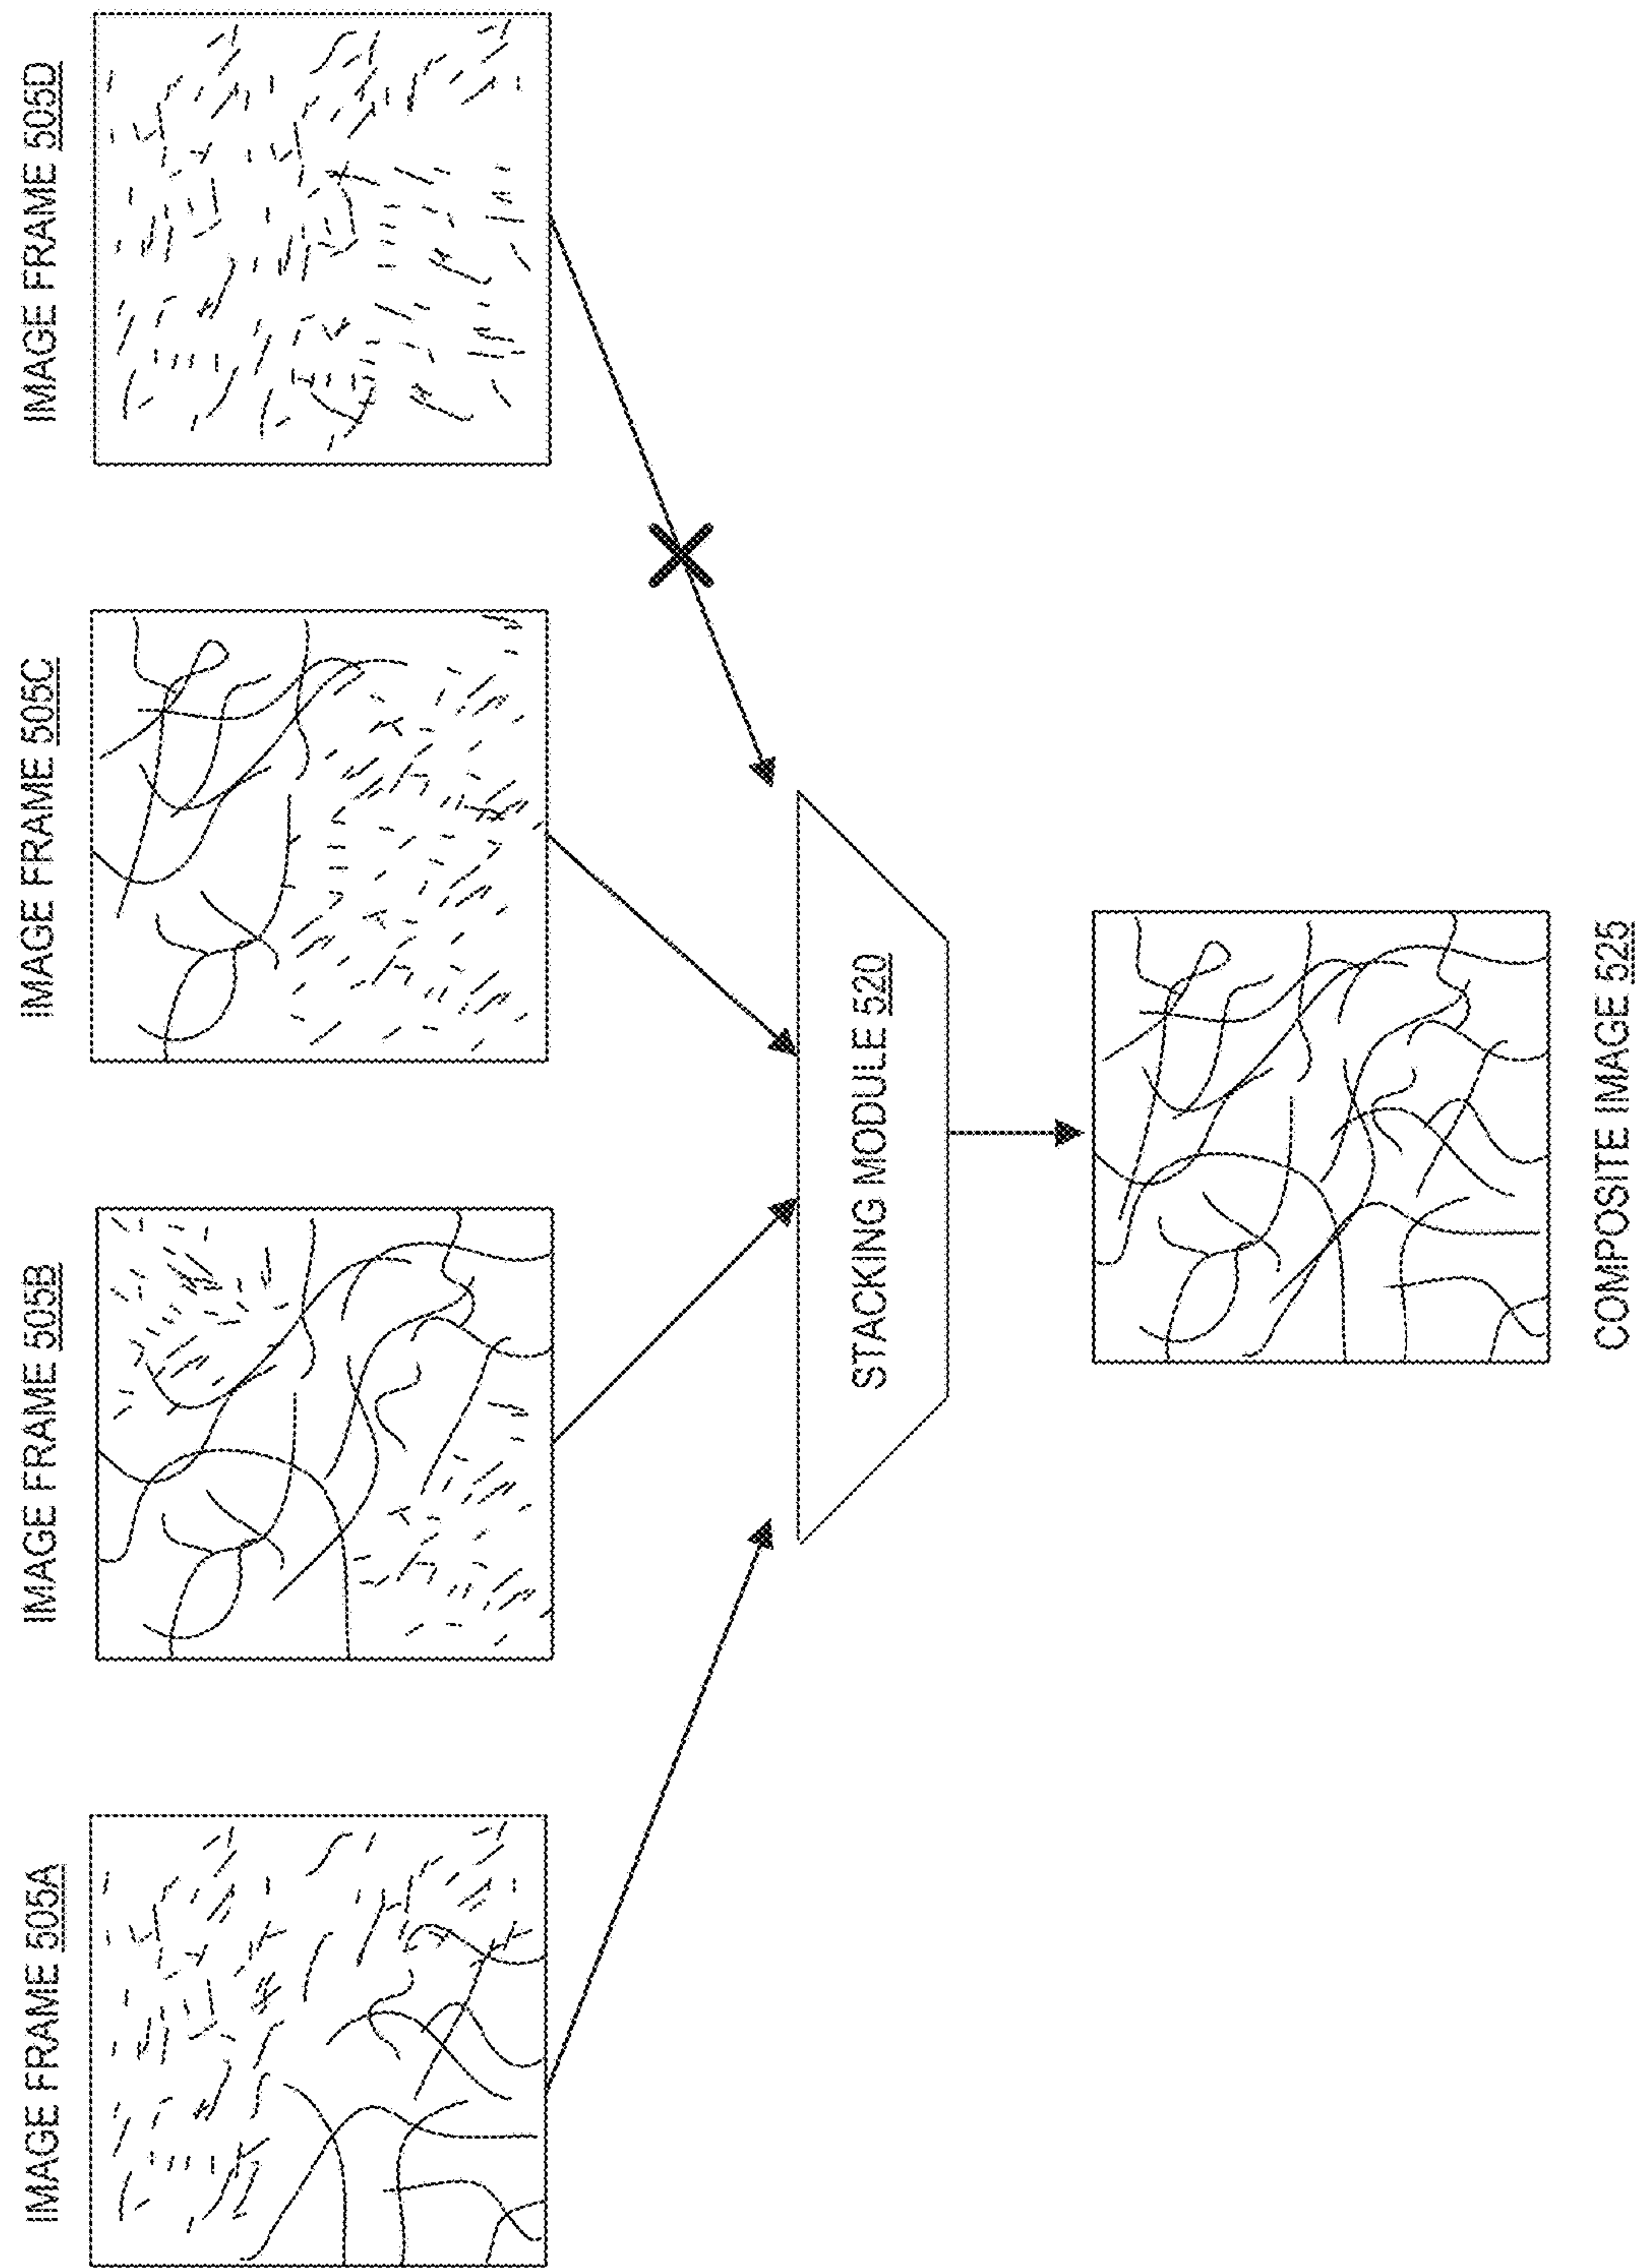 IMAGE FRAME 505A
IMAGE FRAME 505B
IMAGE FRAME 505C
IMAGE FRAME 505D
STACKING MODULE 520
COMPOSITE IMAGE 525